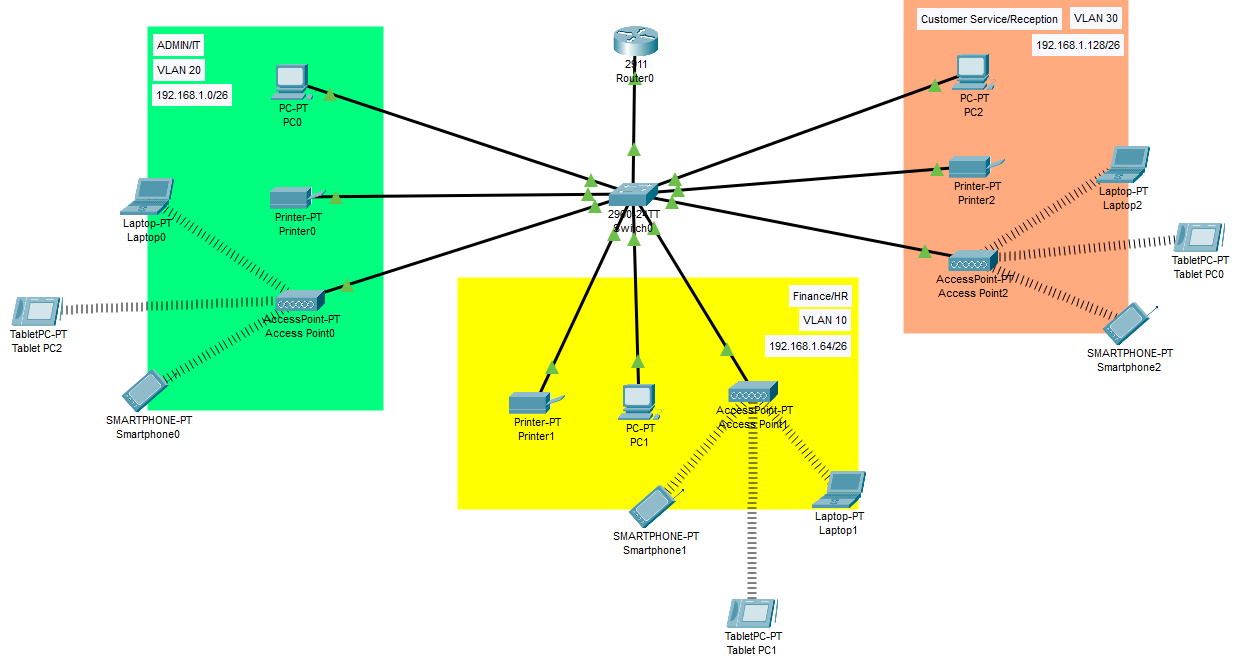 ADMIN/IT
VLAN 20
192.168.1.0/26
PC-PT
PC0
Laptop-PT
Laptop0
Printer-PT
Printer0
TabletPC-PT
Tablet PC2
AccessPoint-PT
Access Point0
SMARTPHONE-PT
Smartphone0
2911
Router0
2960-24TT
Switch0
Finance/HR
VLAN 10
192.168.1.64/26
Printer-PT
Printer1
PC-PT
PC1
AccessPoint-PT
Access Point1
SMARTPHONE-PT
Smartphone1
Laptop-PT
Laptop1
TabletPC-PT
Tablet PC1
Customer Service/Reception
VLAN 30
192.168.1.128/26
PC-PT
PC2
Printer-PT
Printer2
Laptop-PT
Laptop2
TabletPC-PT
Tablet PC0
AccessPoint-PT
Access Point2
SMARTPHONE-PT
Smartphone2